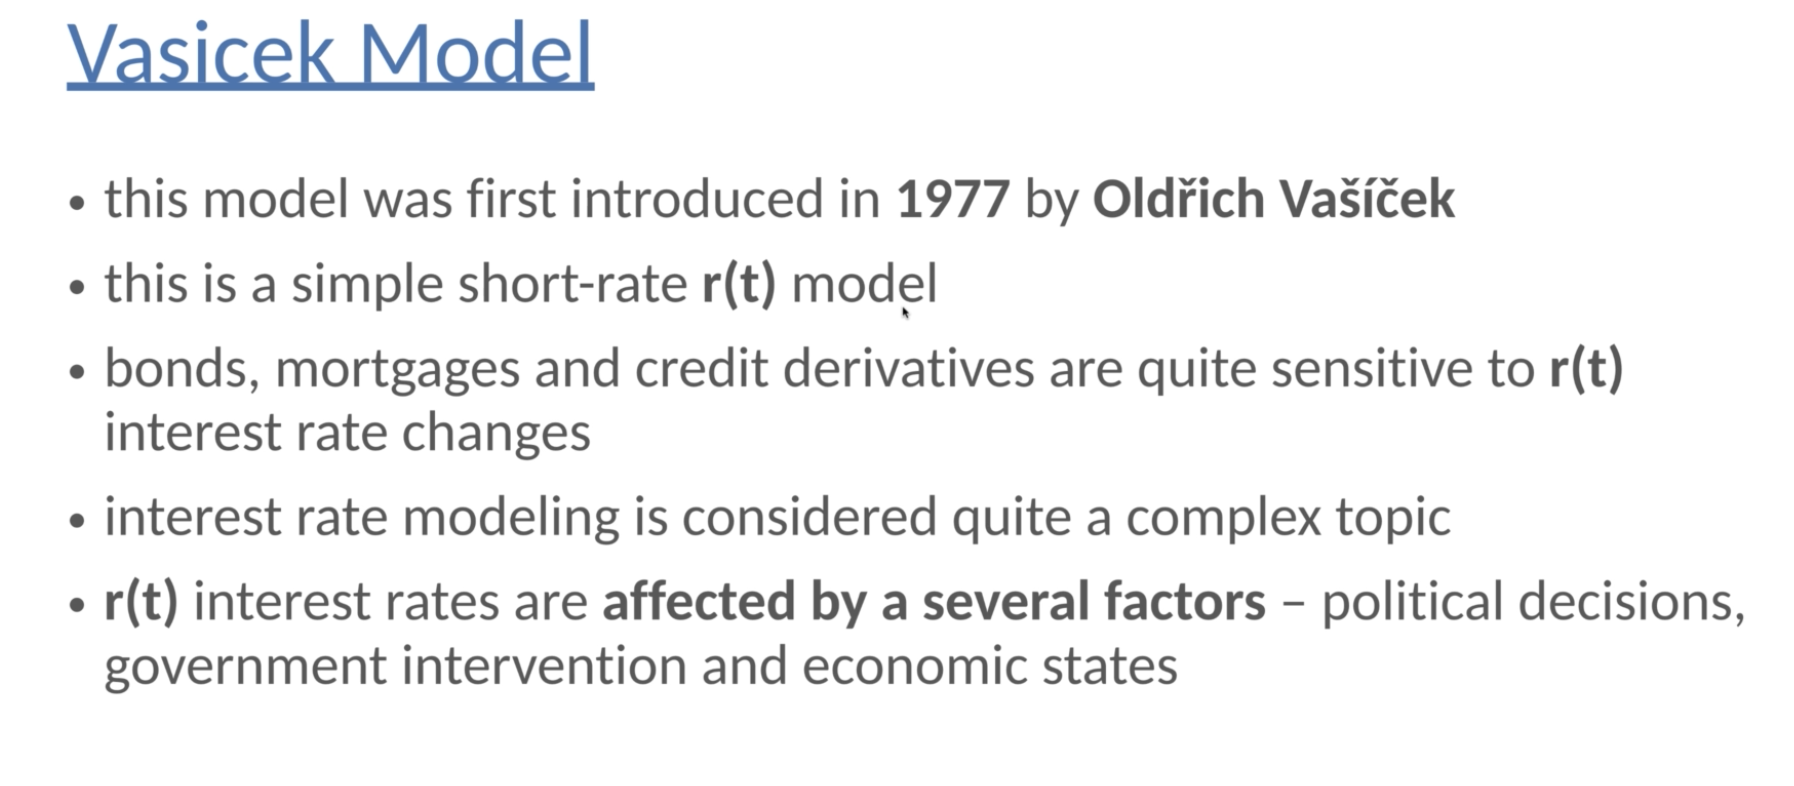 Vasicek Model
• this model was first introduced in 1977 by Oldřich Vašíček
• this is a simple short-rate r(t) model
• bonds, mortgages and credit derivatives are quite sensitive to r(t)
interest rate changes
• interest rate modeling is considered quite a complex topic
• r(t) interest rates are affected by a several factors – political decisions,
government intervention and economic states